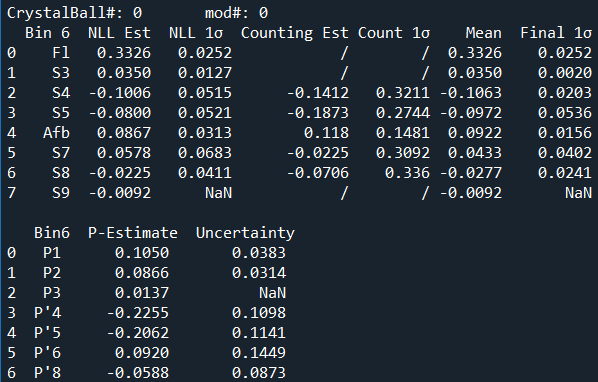 CrystalBall#: 0 mod#: 0
Bin 6 NLL Est NLL 1σ Counting Est Count 1σ Mean Final 1σ
0 Fl 0.3326 0.0252 / / 0.3326 0.0252
1 S3 0.0350 0.0127 / / 0.0350 0.0020
2 S4 -0.1006 0.0515 -0.1412 0.3211 -0.1063 0.0203
3 S5 -0.0800 0.0521 -0.1873 0.2744 -0.0972 0.0536
4 Afb 0.0867 0.0313 0.118 0.1481 0.0922 0.0156
5 S7 0.0578 0.0683 -0.0225 0.3092 0.0433 0.0402
6 S8 -0.0225 0.0411 -0.0706 0.336 -0.0277 0.0241
7 S9 -0.0092 NaN / / -0.0092 NaN
Bin6 P-Estimate Uncertainty
0 P1 0.1050 0.0383
1 P2 0.0866 0.0314
2 P3 0.0137 NaN
3 P'4 -0.2255 0.1098
4 P'5 -0.2062 0.1141
5 P'6 0.0920 0.1449
6 P'8 -0.0588 0.0873